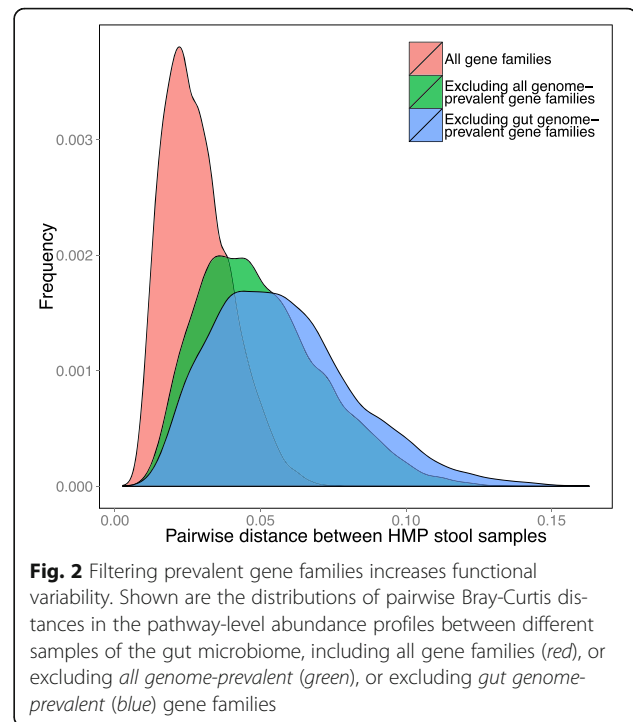 All gene families
Excluding all genome–
prevalent gene families
Excluding gut genome–
prevalent gene families
Frequency
0.003
0.002
0.001
0.000
0.00 0.05 0.10 0.15
Pairwise distance between HMP stool samples
Fig. 2 Filtering prevalent gene families increases functional
variability. Shown are the distributions of pairwise Bray-Curtis dis-
tances in the pathway-level abundance profiles between different
samples of the gut microbiome, including all gene families (red), or
excluding all genome-prevalent (green), or excluding gut genome-
prevalent (blue) gene families